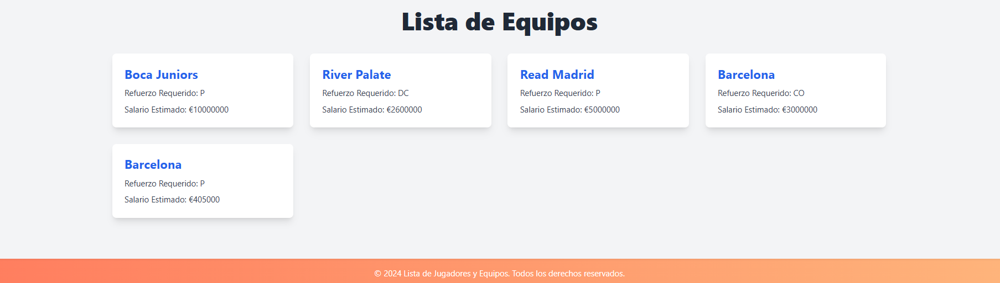 Lista de Equipos
Boca Juniors
Refuerzo Requerido: P
Salario Estimado: €10000000
River Palate
Refuerzo Requerido: DC
Salario Estimado: €2600000
Read Madrid
Refuerzo Requerido: P
Salario Estimado: €5000000
Barcelona
Refuerzo Requerido: CO
Salario Estimado: €3000000
Barcelona
Refuerzo Requerido: P
Salario Estimado: €405000
© 2024 Lista de Jugadores y Equipos. Todos los derechos reservados.